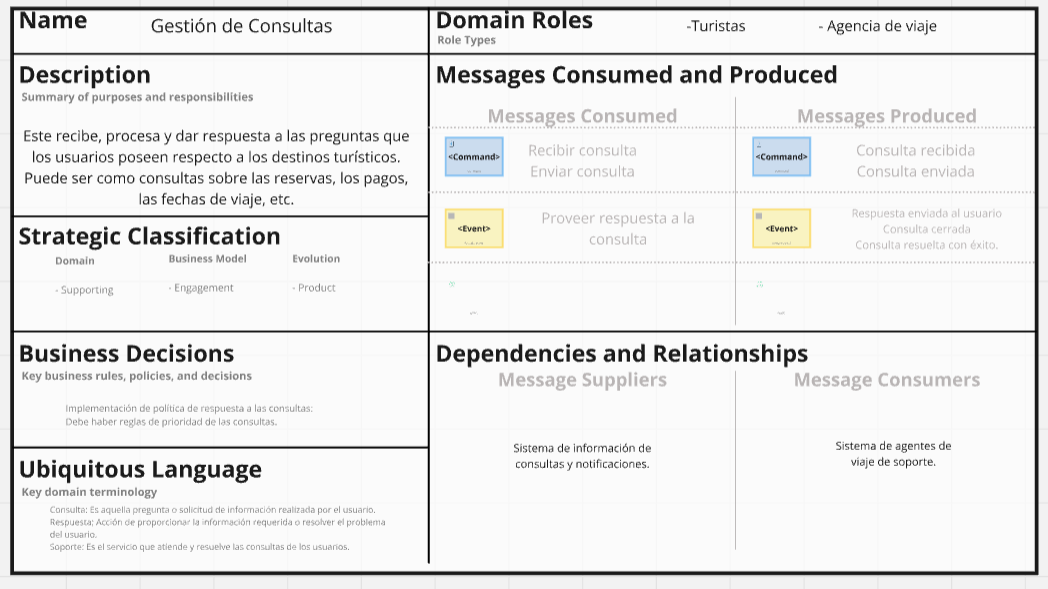 Name
Gestión de Consultas
Domain Roles
Role Types
-Turistas
- Agencia de viaje
Description
Summary of purposes and responsibilities
Este recibe, procesa y dar respuesta a las preguntas que
los usuarios poseen respecto a los destinos turísticos.
Puede ser como consultas sobre las reservas, los pagos,
las fechas de viaje, etc.
Strategic Classification
Domain
Business Model
Evolution
- Supporting
- Engagement
- Product
Business Decisions
Key business rules, policies, and decisions
Implementación de política de respuesta a las consultas:
Debe haber reglas de prioridad de las consultas.
Ubiquitous Language
Key domain terminology
Consulta: Es aquella pregunta o solicitud de información realizada por el usuario.
Respuesta: Acción de proporcionar la información requerida o resolver el problema
del usuario.
Soporte: Es el servicio que atiende y resuelve las consultas de los usuarios.
Messages Consumed and Produced
Messages Consumed
Messages Produced
<Command>
Recibir consulta
Enviar consulta
<Command>
Consulta recibida
Consulta enviada
<Event>
Proveer respuesta a la
consulta
<Event>
Respuesta enviada al usuario
Consulta cerrada
Consulta resuelta con éxito.
Dependencies and Relationships
Message Suppliers
Message Consumers
Sistema de información de
consultas y notificaciones.
Sistema de agentes de
viaje de soporte.